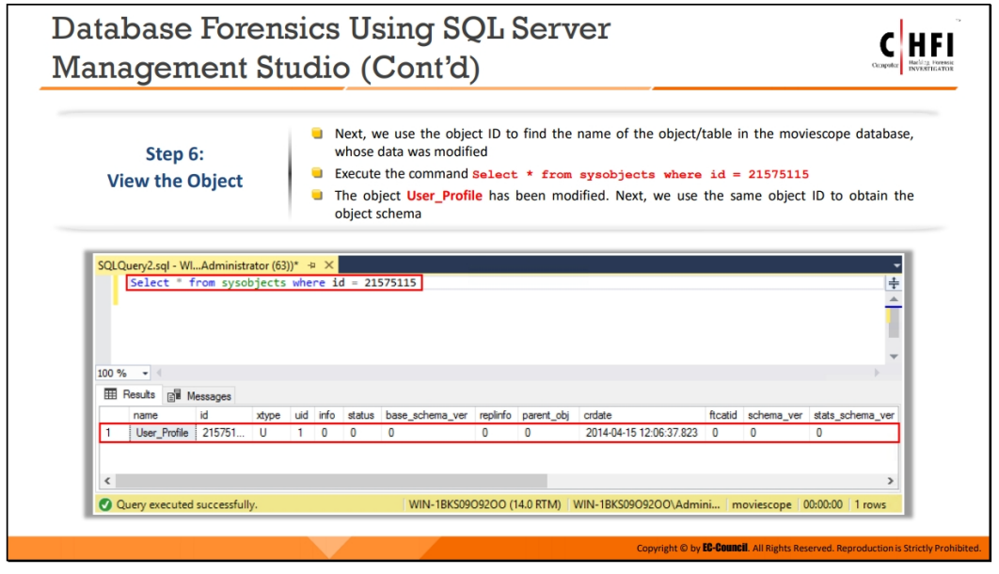 Database Forensics Using SQL Server
Management Studio (Cont'd)
C HFI
Computer Hacking Forensic
INVESTIGATOR
Step 6:
View the Object
Next, we use the object ID to find the name of the object/table in the moviescope database,
whose data was modified
Execute the command Select * from sysobjects where id = 21575115
The object User_Profile has been modified. Next, we use the same object ID to obtain the
object schema
SQLQuery2.sql - WI...Administrator (63))*
Select * from sysobjects where id = 21575115
100 %
Results Messages
name id xtype uid info status base_schema_ver replinfo parent_obj crdate ftcatid schema_ver stats_schema_ver
1 User_Profile 215751... U 1 0 0 0 0 0 2014-04-15 12:06:37.823 0 0 0
Query executed successfully. WIN-1BKS09O92OO (14.0 RTM) WIN-1BKS09O92OO\Admini... moviescope 00:00:00 1 rows
Copyright © by EC-Council. All Rights Reserved. Reproduction is Strictly Prohibited.